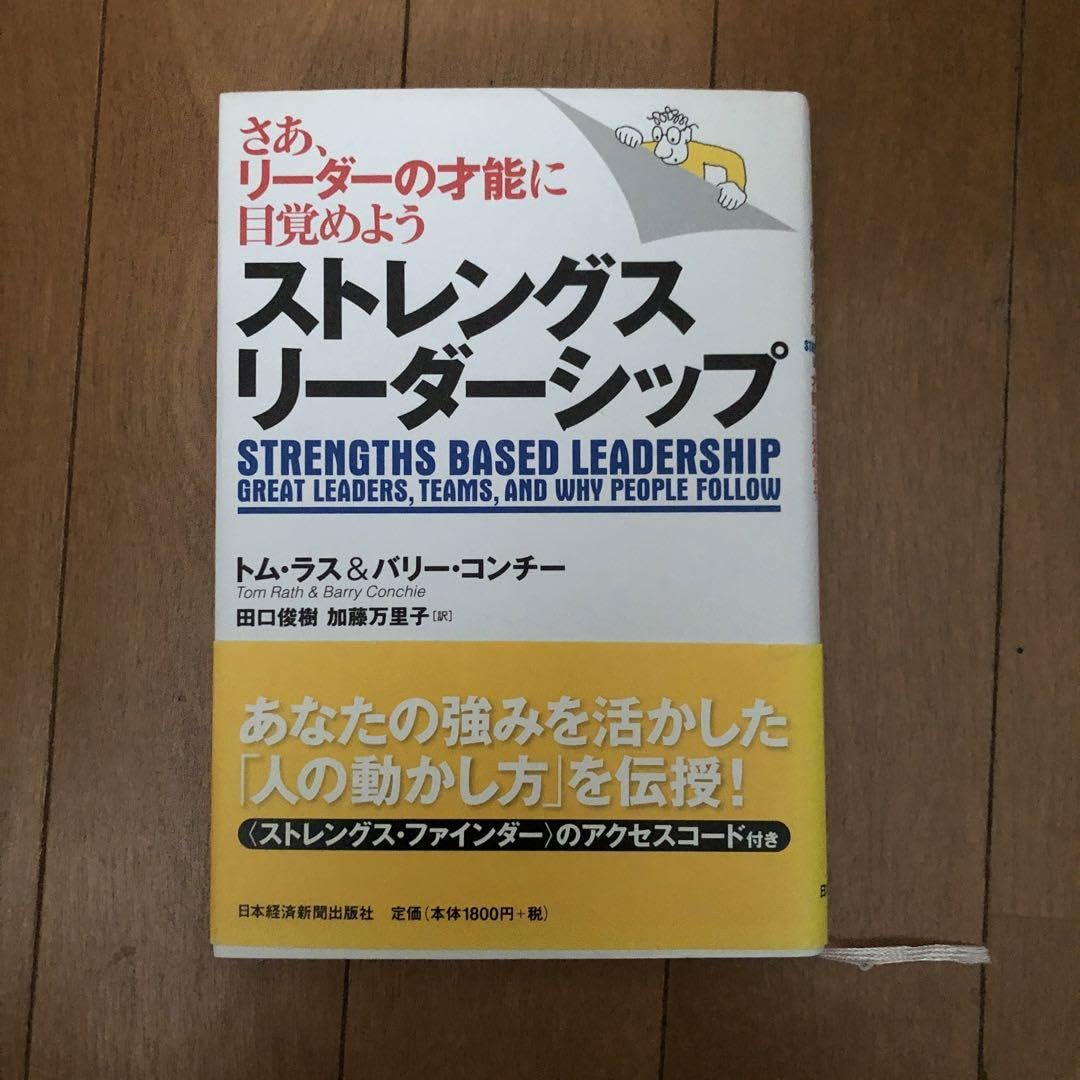 さあ、
リーダーの才能に
目覚めよう
ストレングス
リーダーシップ
STRENGTHS BASED LEADERSHIP
GREAT LEADERS, TEAMS, AND WHY PEOPLE FOLLOW
トム・ラス&バリー・コンチー
Tom Rath & Barry Conchie
田口俊樹 加藤万里子[訳]
あなたの強みを活かした
「人の動かし方」を伝授!
〈ストレングス・ファインダー〉のアクセスコード付き
日本経済新聞出版社 定価(本体1800円+税)